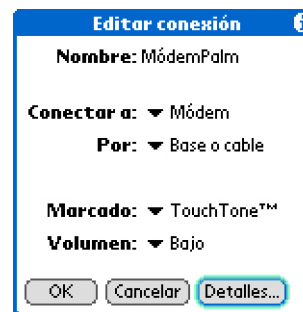 Editar conexión
Nombre: MódemPalm
Conectar a: Módem
Por: Base o cable
Marcado: TouchTone™
Volumen: Bajo
OK Cancelar Detalles...